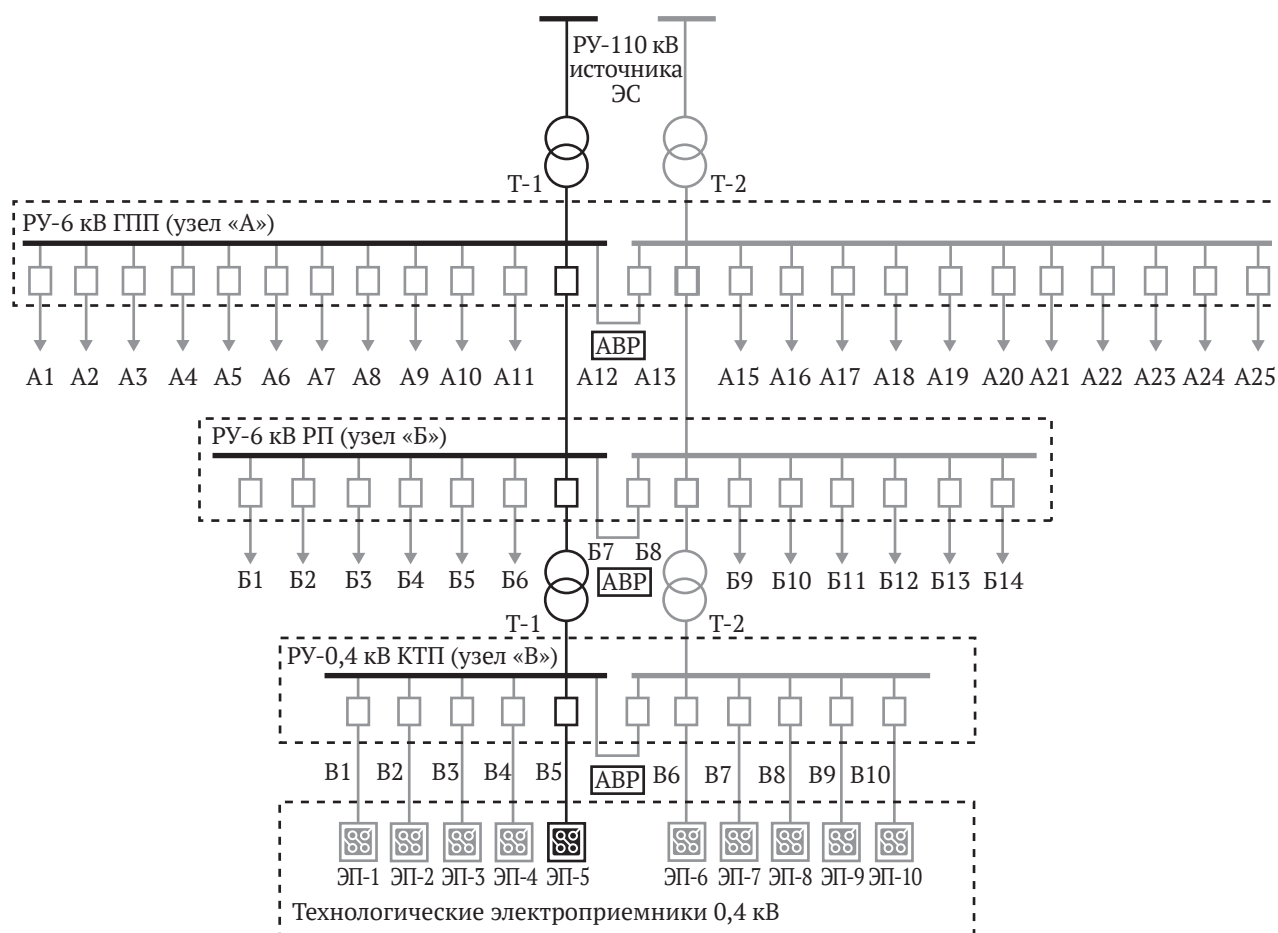 РУ-110 кВ
источника
ЭС
Т-1
Т-2
РУ-6 кВ ГПП (узел «А»)
АВР
А1 А2 А3 А4 А5 А6 А7 А8 А9 А10 А11 А12 А13 А15 А16 А17 А18 А19 А20 А21 А22 А23 А24 А25
РУ-6 кВ РП (узел «Б»)
Б7 Б8
Б1 Б2 Б3 Б4 Б5 Б6 АВР Б9 Б10 Б11 Б12 Б13 Б14
Т-1 Т-2
РУ-0,4 кВ КТП (узел «В»)
В1 В2 В3 В4 В5 АВР В6 В7 В8 В9 В10
ЭП-1 ЭП-2 ЭП-3 ЭП-4 ЭП-5 ЭП-6 ЭП-7 ЭП-8 ЭП-9 ЭП-10
Технологические электроприемники 0,4 кВ